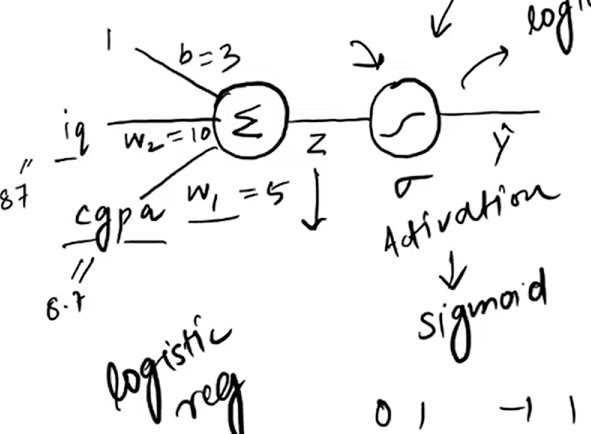 1
b = 3
logi
iq
w₂ = 10
Σ
z
ŷ
87
cgpa
w₁ = 5
σ
Activation
8.7
sigmoid
logistic
reg
0 1 -1 1